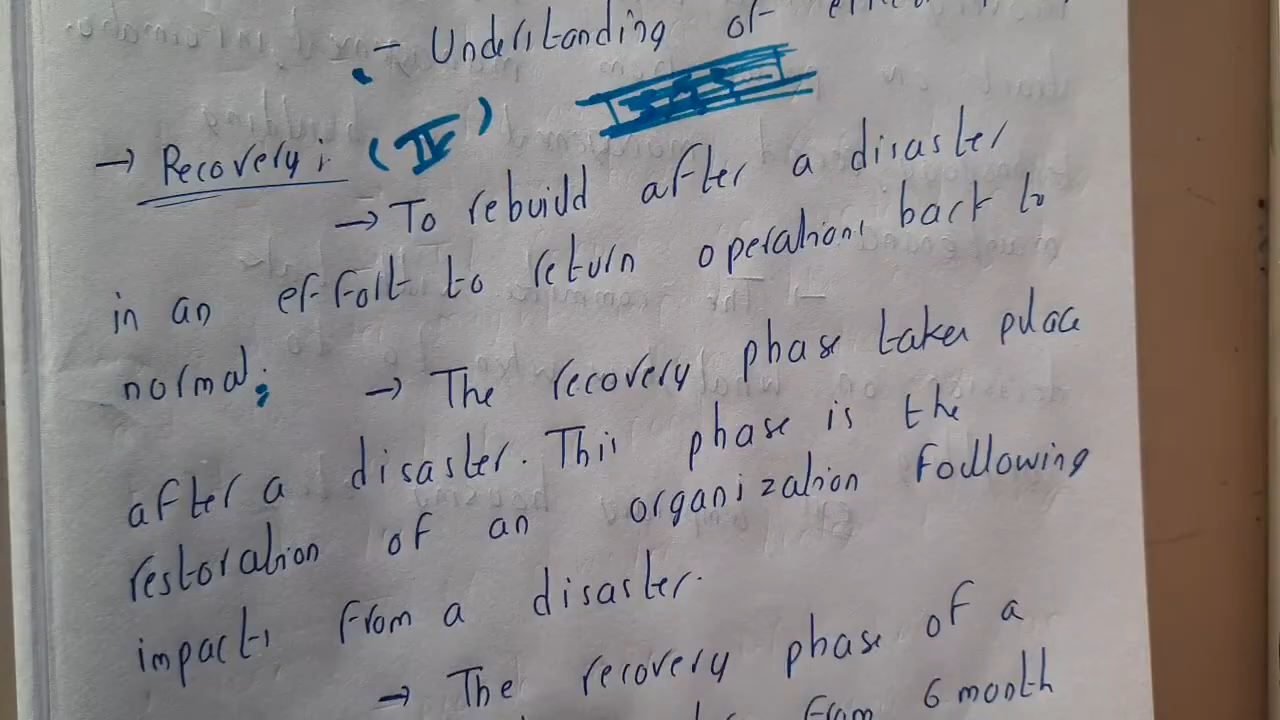 - Understanding of
→ Recovery : (IV)
→ To rebuild after a disaster
in an effort to return operations back to
normal; → The recovery phase takes place
after a disaster. This phase is the
restoration of an organization following
impacts from a disaster.
→ The recovery phase of a
from 6 month